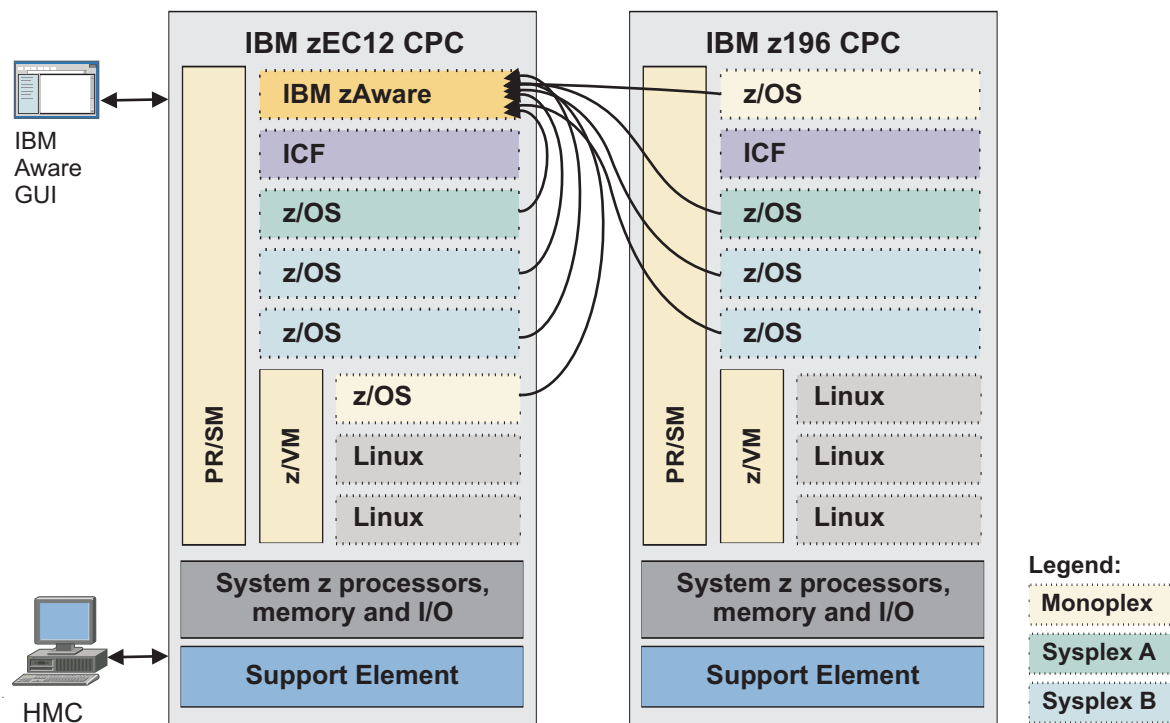 IBM zEC12 CPC
IBM z196 CPC
IBM
Aware
GUI
PR/SM
IBM zAware
ICF
z/OS
z/OS
z/OS
z/VM
z/OS
Linux
Linux
System z processors,
memory and I/O
Support Element
PR/SM
z/OS
ICF
z/OS
z/OS
z/OS
z/VM
Linux
Linux
Linux
System z processors,
memory and I/O
Support Element
HMC
Legend:
Monoplex
Sysplex A
Sysplex B